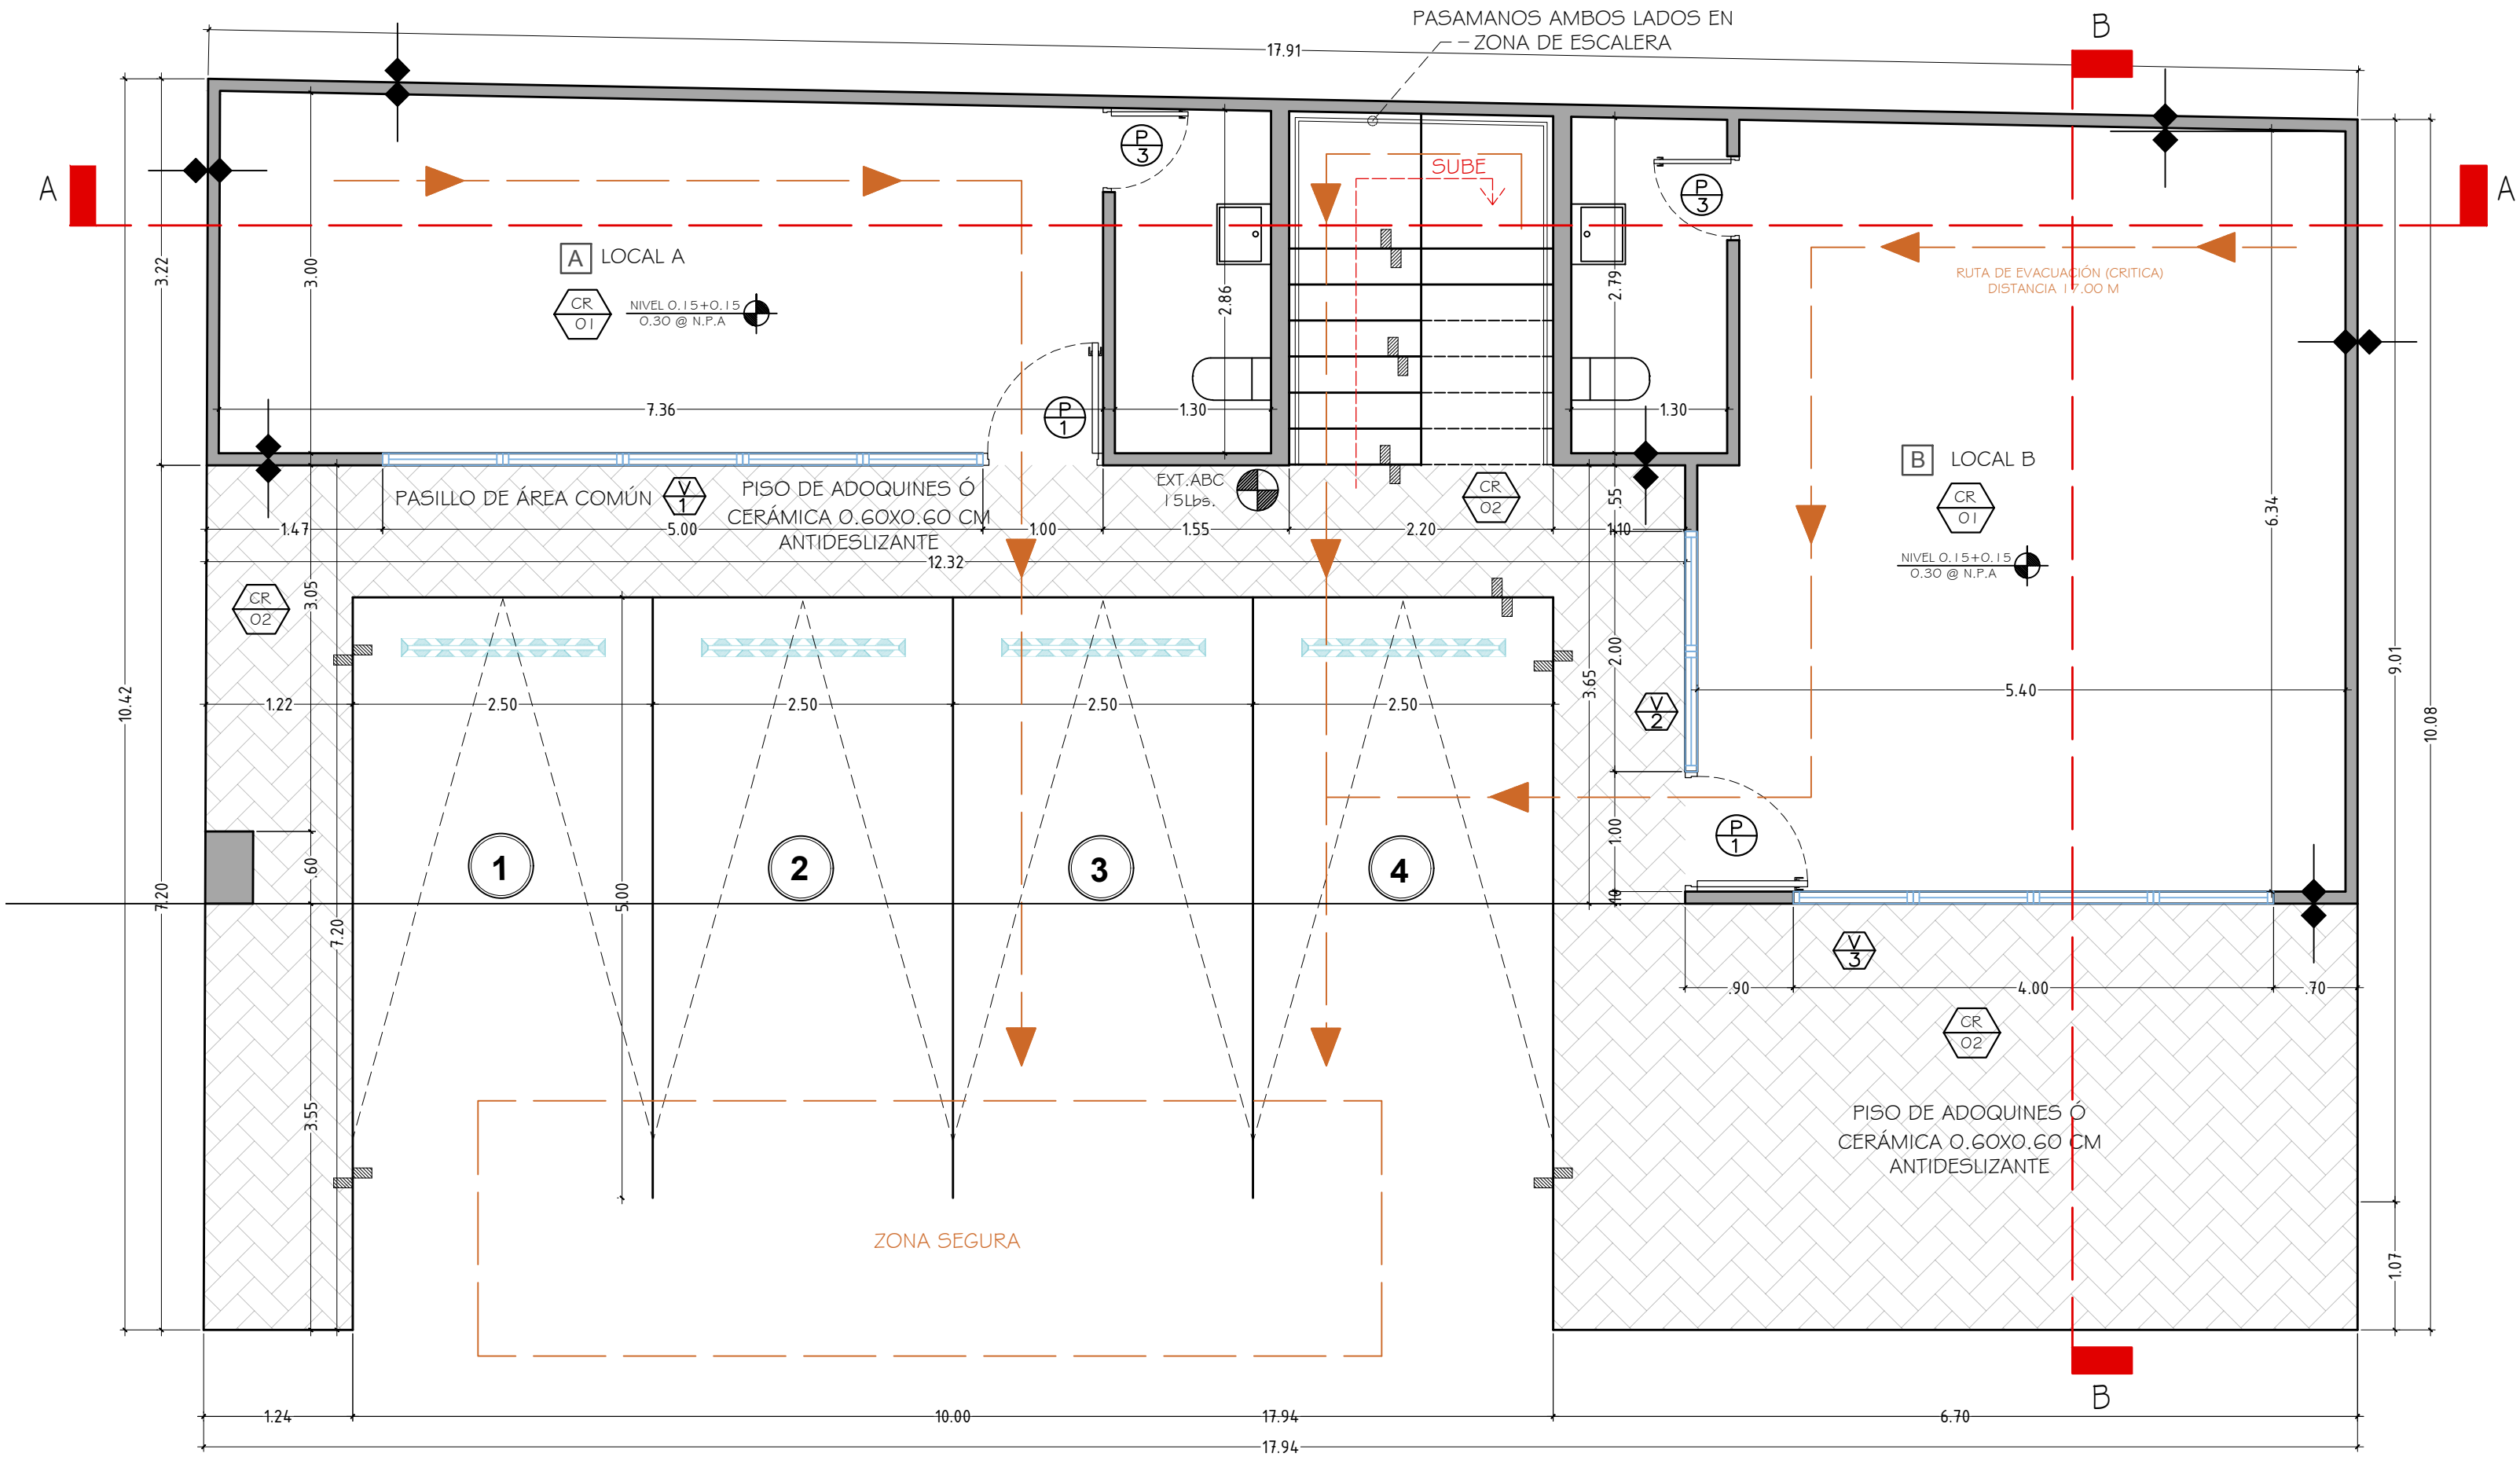 PASAMANOS AMBOS LADOS EN
ZONA DE ESCALERA
B
17.91
A
A
P
3
SUBE
P
3
A LOCAL A
CR
01
NIVEL 0.15+0.15
0.30 @ N.P.A
3.22
3.00
2.86
2.79
RUTA DE EVACUACIÓN (CRITICA)
DISTANCIA 17.00 M
7.36
1.30
1.30
P
1
B LOCAL B
CR
01
NIVEL 0.15+0.15
0.30 @ N.P.A
6.34
PASILLO DE ÁREA COMÚN
V
1
PISO DE ADOQUINES Ó
CERÁMICA 0.60X0.60 CM
ANTIDESLIZANTE
EXT.ABC
15Lbs.
CR
02
.55
1.47
5.00
1.00
1.55
2.20
1.10
12.32
CR
02
3.05
10.42
7.20
1.22
2.50
2.50
2.50
2.50
2.00
3.65
V
2
5.40
9.01
10.08
1
2
3
4
.60
5.00
7.20
1.00
.10
P
1
V
3
.90
4.00
.70
CR
02
3.55
PISO DE ADOQUINES Ó
CERÁMICA 0.60X0.60 CM
ANTIDESLIZANTE
ZONA SEGURA
1.07
B
1.24
10.00
17.94
6.70
17.94